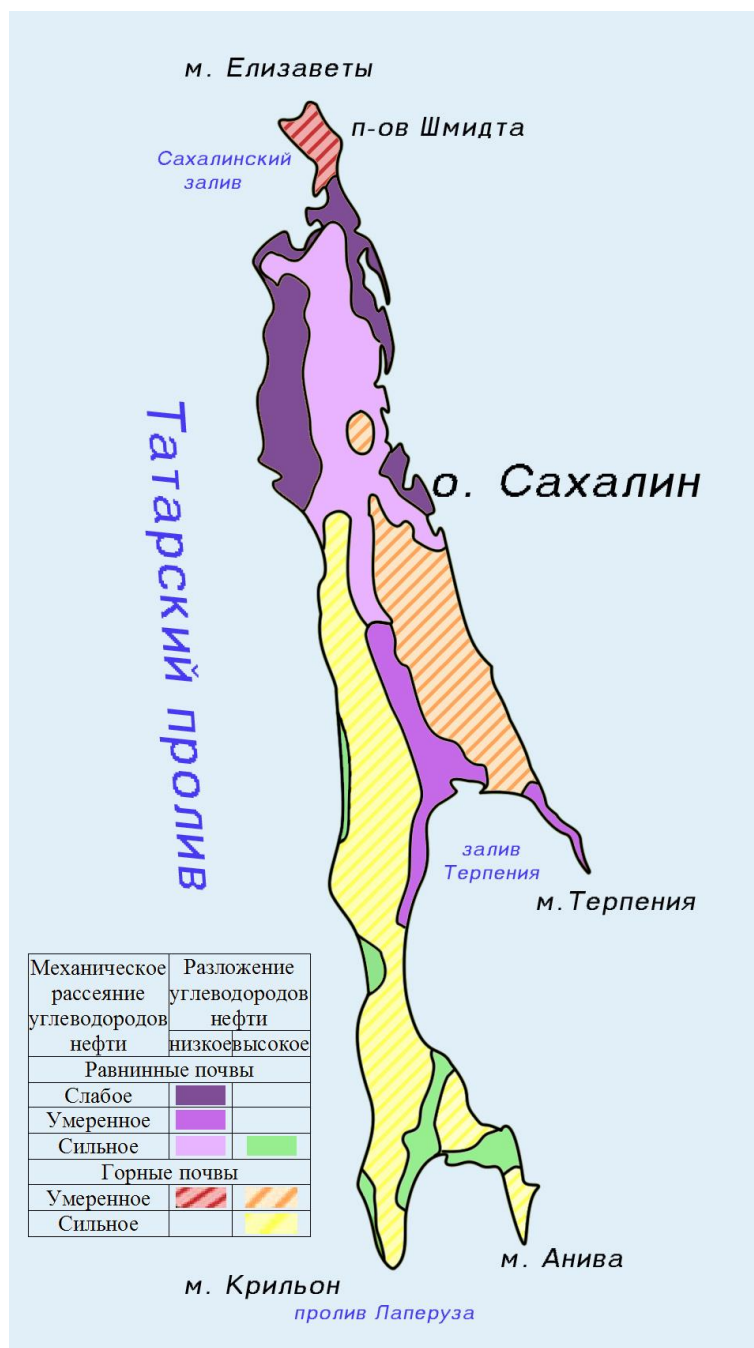 м. Елизаветы
п-ов Шмидта
Сахалинский
залив
Татарский пролив
о. Сахалин
залив
Терпения
м.Терпения
Механическое
рассеяние
углеводородов
нефти
Разложение
углеводородов
нефти
низкое
высокое
Равнинные почвы
Слабое
Умеренное
Сильное
Горные почвы
Умеренное
Сильное
м. Анива
м. Крильон
пролив Лаперуза